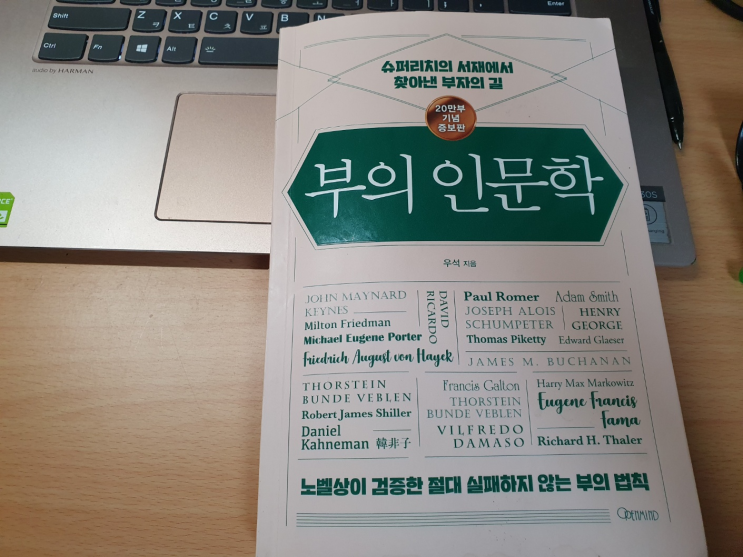 Shift
Z
X
C
V
B
N
Ctrl
Fn
Alt
Enter
Ctrl
audio by HARMAN
슈퍼리치의 서재에서
찾아낸 부자의 길
20만부
기념
증보판
부의 인문학
우석 지음
JOHN MAYNARD
KEYNES
Milton Friedman
Michael Eugene Porter
Friedrich August von Hayek
DAVID
RICARDO
Paul Romer
JOSEPH ALOIS
SCHUMPETER
Thomas Piketty
Adam Smith
HENRY
GEORGE
Edward Glaeser
JAMES M. BUCHANAN
THORSTEIN
BUNDE VEBLEN
Robert James Shiller
Daniel
Kahneman 韓非子
Francis Galton
THORSTEIN
BUNDE VEBLEN
VILFREDO
DAMASO
Harry Max Markowitz
Eugene Francis
Fama
Richard H. Thaler
노벨상이 검증한 절대 실패하지 않는 부의 법칙
OPENMIND